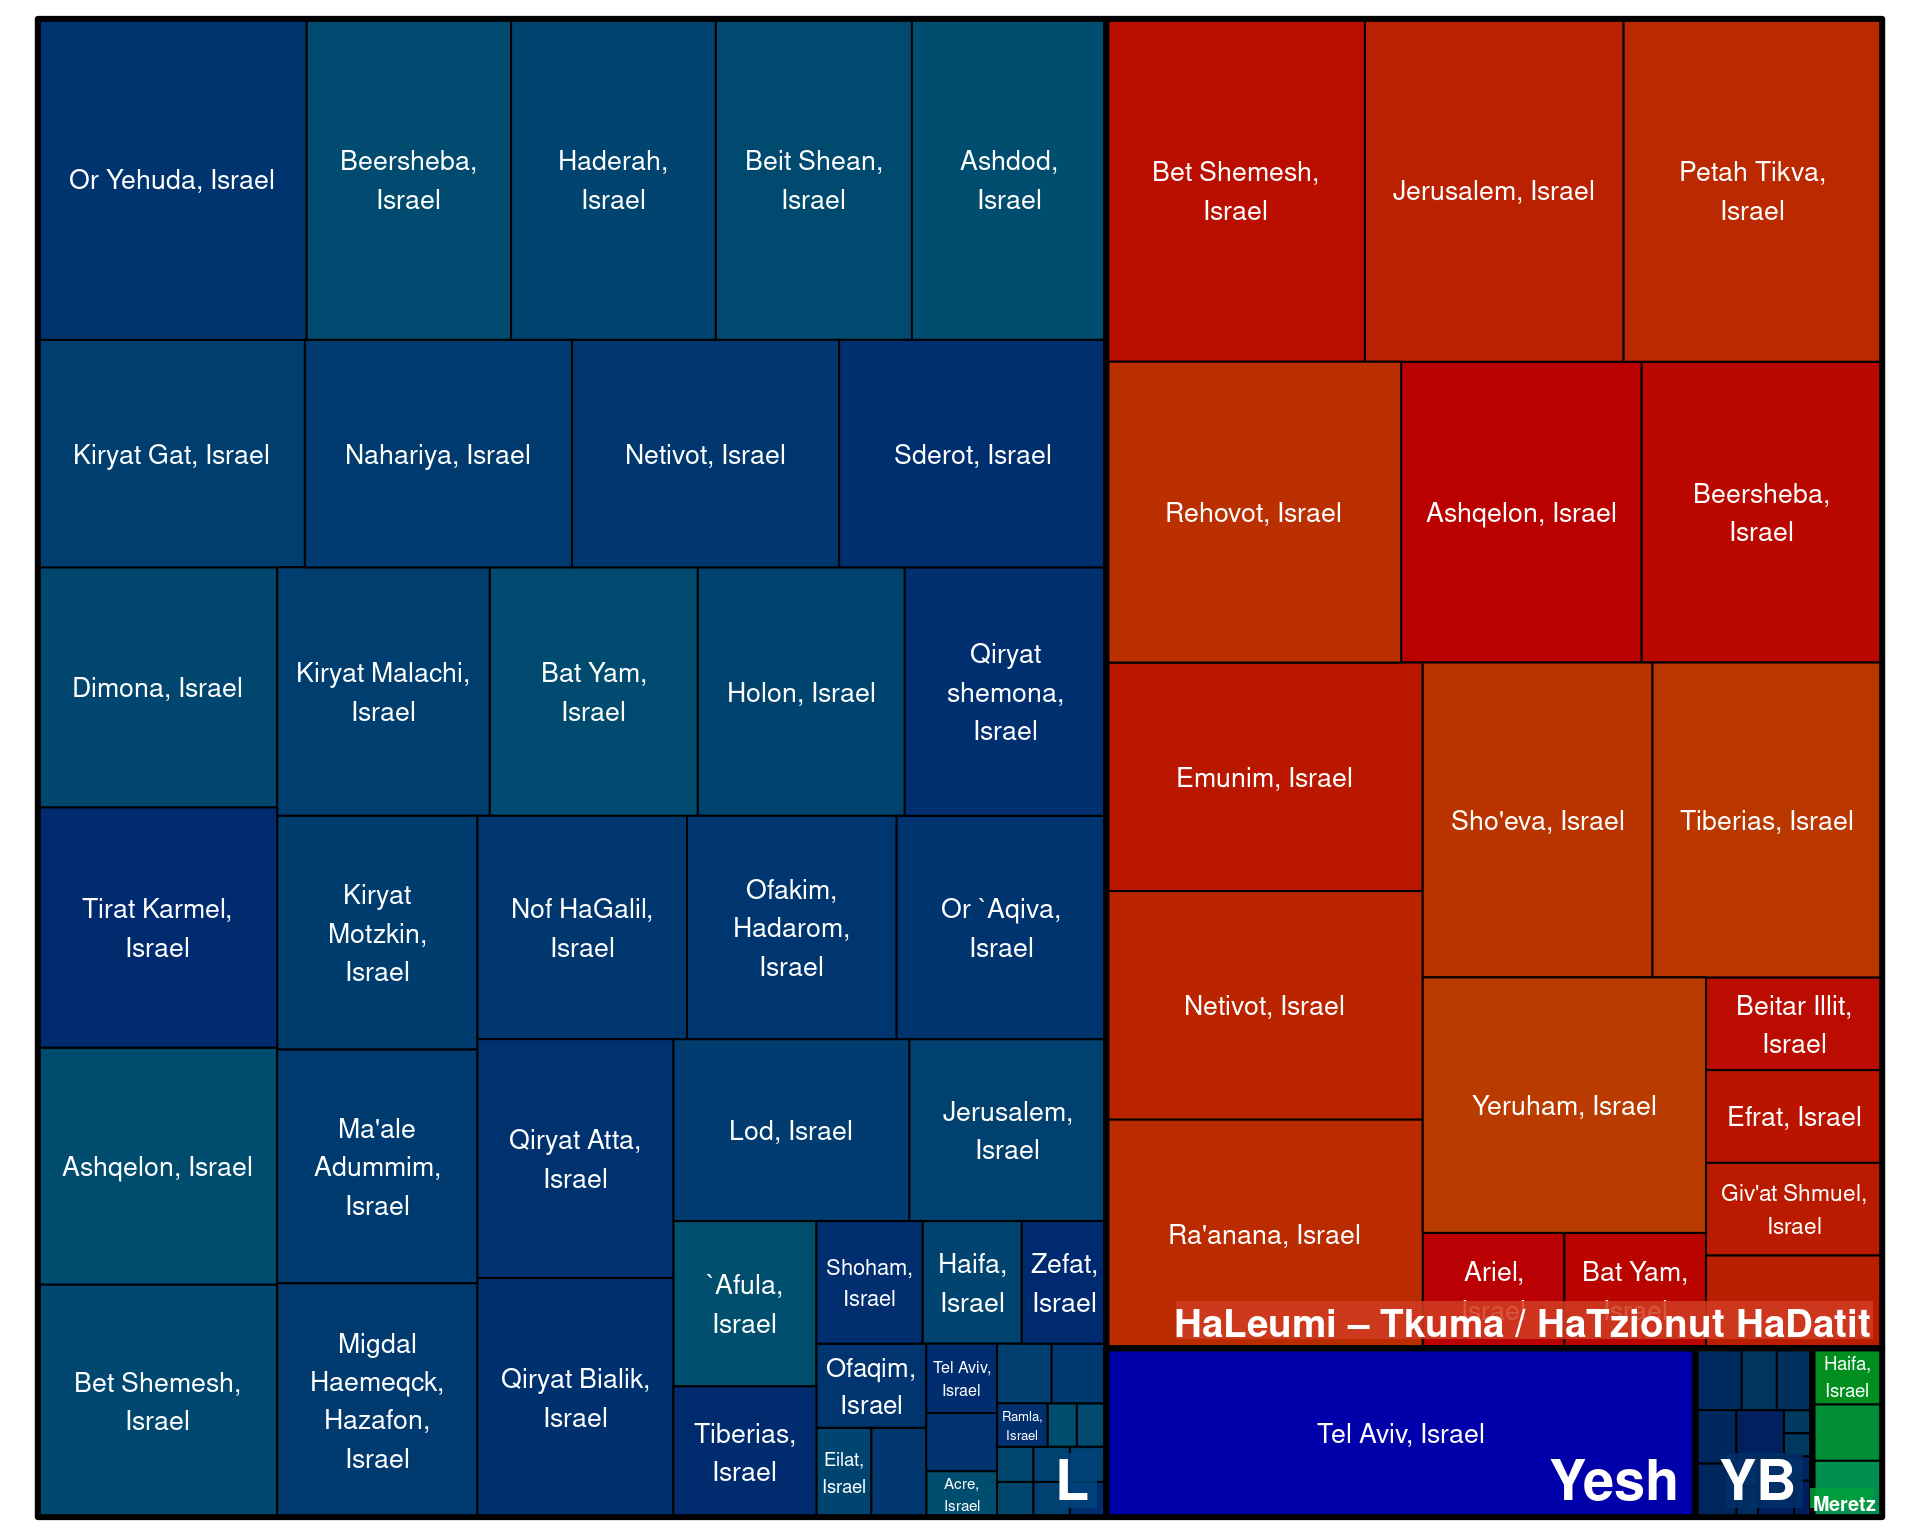 Or Yehuda, Israel
Beersheba,
Israel
Haderah,
Israel
Beit Shean,
Israel
Ashdod,
Israel
Kiryat Gat, Israel
Nahariya, Israel
Netivot, Israel
Sderot, Israel
Dimona, Israel
Kiryat Malachi,
Israel
Bat Yam,
Israel
Holon, Israel
Qiryat
shemona,
Israel
Tirat Karmel,
Israel
Kiryat
Motzkin,
Israel
Nof HaGalil,
Israel
Ofakim,
Hadarom,
Israel
Or `Aqiva,
Israel
Ashqelon, Israel
Ma'ale
Adummim,
Israel
Qiryat Atta,
Israel
Lod, Israel
Jerusalem,
Israel
Bet Shemesh,
Israel
Migdal
Haemeqck,
Hazafon,
Israel
Qiryat Bialik,
Israel
`Afula,
Israel
Tiberias,
Israel
Shoham,
Israel
Haifa,
Israel
Zefat,
Israel
Ofaqim,
Israel
Tel Aviv,
Israel
Eilat,
Israel
Ramla,
Israel
Acre,
Israel
L
Bet Shemesh,
Israel
Jerusalem, Israel
Petah Tikva,
Israel
Rehovot, Israel
Ashqelon, Israel
Beersheba,
Israel
Emunim, Israel
Sho'eva, Israel
Tiberias, Israel
Netivot, Israel
Yeruham, Israel
Beitar Illit,
Israel
Efrat, Israel
Giv'at Shmuel,
Israel
Ra'anana, Israel
Ariel,
Israel
Bat Yam,
Israel
HaLeumi – Tkuma / HaTzionut HaDatit
Tel Aviv, Israel
Yesh
YB
Haifa,
Israel
Meretz